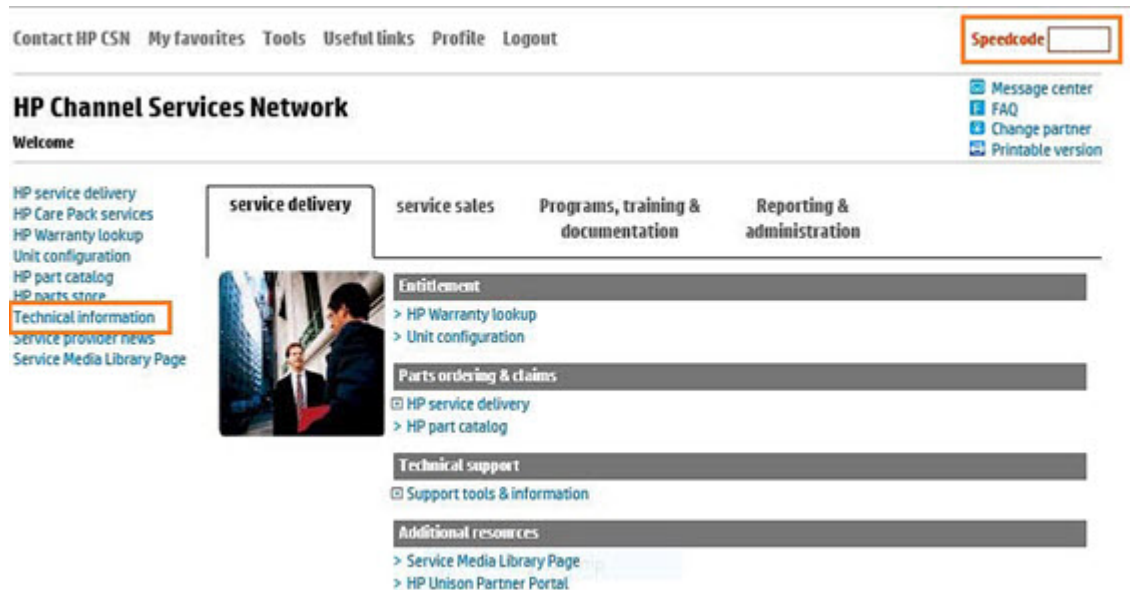 Contact HP CSN My favorites Tools Useful links Profile Logout
Speedcode
HP Channel Services Network
Welcome
Message center
FAQ
Change partner
Printable version
HP service delivery
HP Care Pack services
HP Warranty lookup
Unit configuration
HP part catalog
HP parts store
Technical information
Service provider news
Service Media Library Page
service delivery
service sales
Programs, training &
documentation
Reporting &
administration
Entitlement
> HP Warranty lookup
> Unit configuration
Parts ordering & claims
HP service delivery
> HP part catalog
Technical support
Support tools & information
Additional resources
> Service Media Library Page
> HP Unison Partner Portal